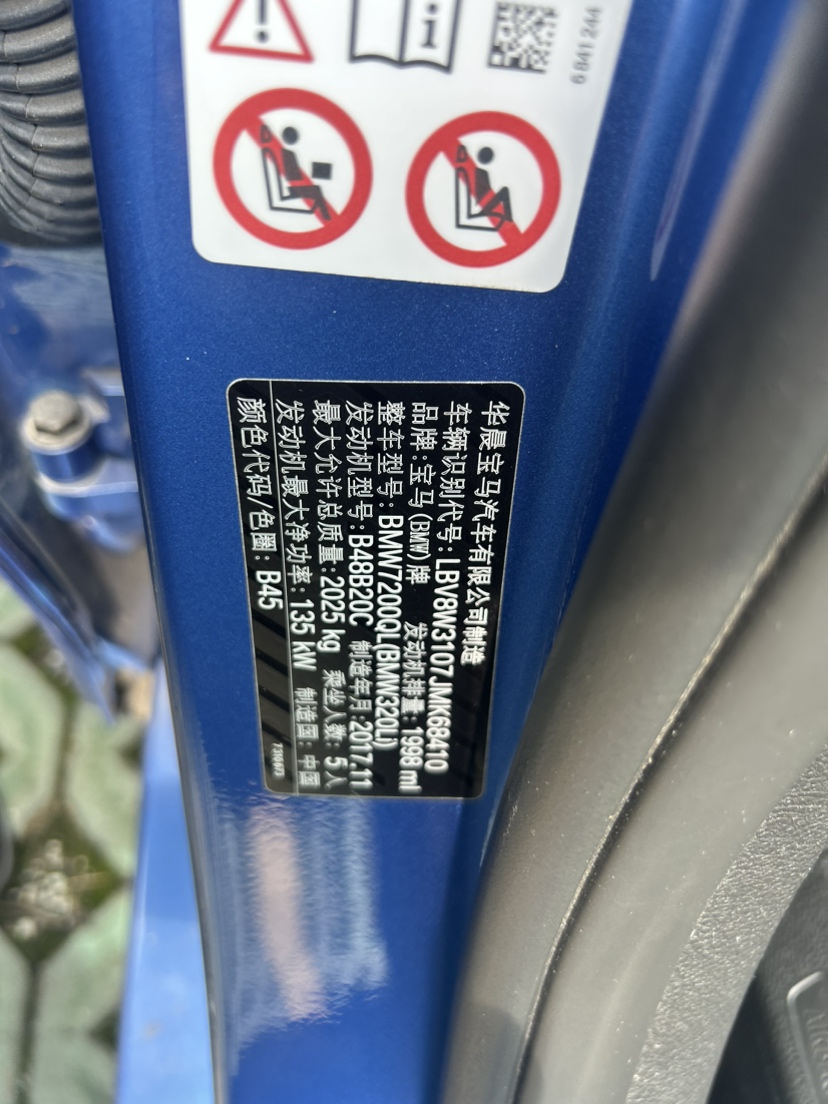 6 841 244
华晨宝马汽车有限公司制造
车辆识别代号:LBV8W3107JMK68410
品牌:宝马(BMW)牌 发动机排量:1998 ml
整车型号:BMW7200QL(BMW320Li)
发动机型号:B48B20C 制造年月:2017.11
最大允许总质量:2025 kg 乘坐人数:5人
发动机最大净功率:135 kW 制造国:中国
颜色代码/色圈:B45